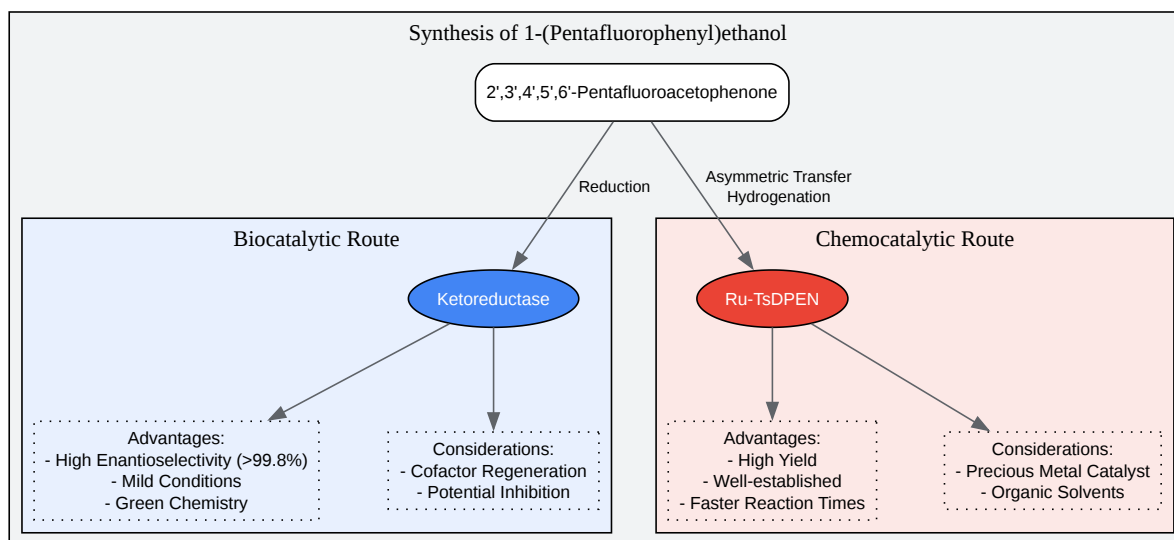 Synthesis of 1-(Pentafluorophenyl)ethanol
2',3',4',5',6'-Pentafluoroacetophenone
Reduction
Asymmetric Transfer
Hydrogenation
Biocatalytic Route
Ketoreductase
Advantages:
- High Enantioselectivity (>99.8%)
- Mild Conditions
- Green Chemistry
Considerations:
- Cofactor Regeneration
- Potential Inhibition
Chemocatalytic Route
Ru-TsDPEN
Advantages:
- High Yield
- Well-established
- Faster Reaction Times
Considerations:
- Precious Metal Catalyst
- Organic Solvents